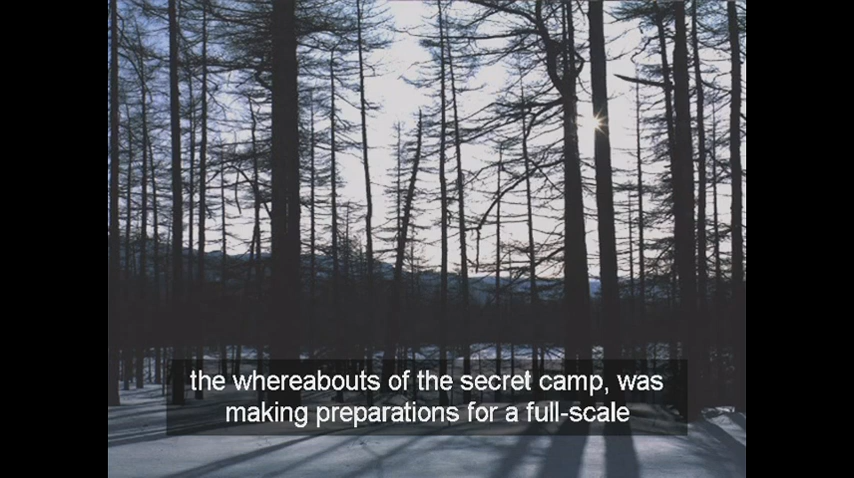 the whereabouts of the secret camp, was
making preparations for a full-scale